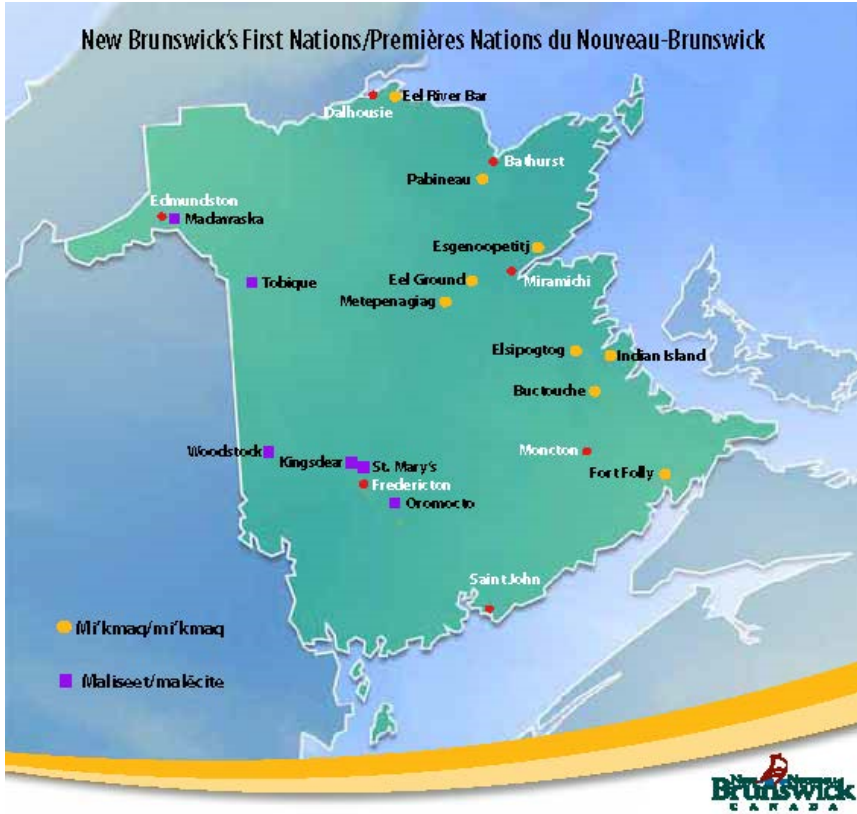 New Brunswick's First Nations/Premières Nations du Nouveau-Brunswick
Dalhousie
Eel River Bar
Bathurst
Pabineau
Edmundston
Madawaska
Esgenoopetitj
Tobique
Eel Ground
Miramichi
Metepenagiag
Elsipogtog
Indian Island
Buctouche
Woodstock
Kingsclear
St. Mary's
Moncton
Fredericton
Fort Folly
Oromocto
Saint John
Mi'kmaq/mi'kmaq
Maliseet/malécite
New Nouveau
Brunswick
CANADA